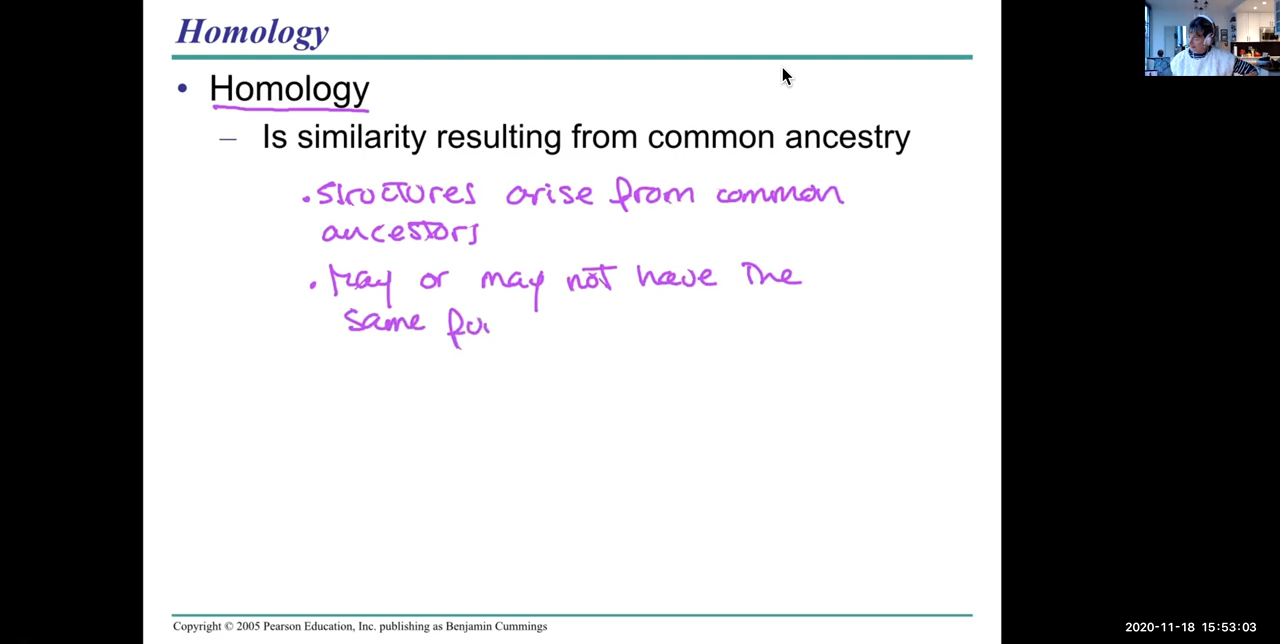 Homology
• Homology
– Is similarity resulting from common ancestry
• structures arise from common
ancestors
• May or may not have the
same fu
Copyright © 2005 Pearson Education, Inc. publishing as Benjamin Cummings
2020-11-18 15:53:03